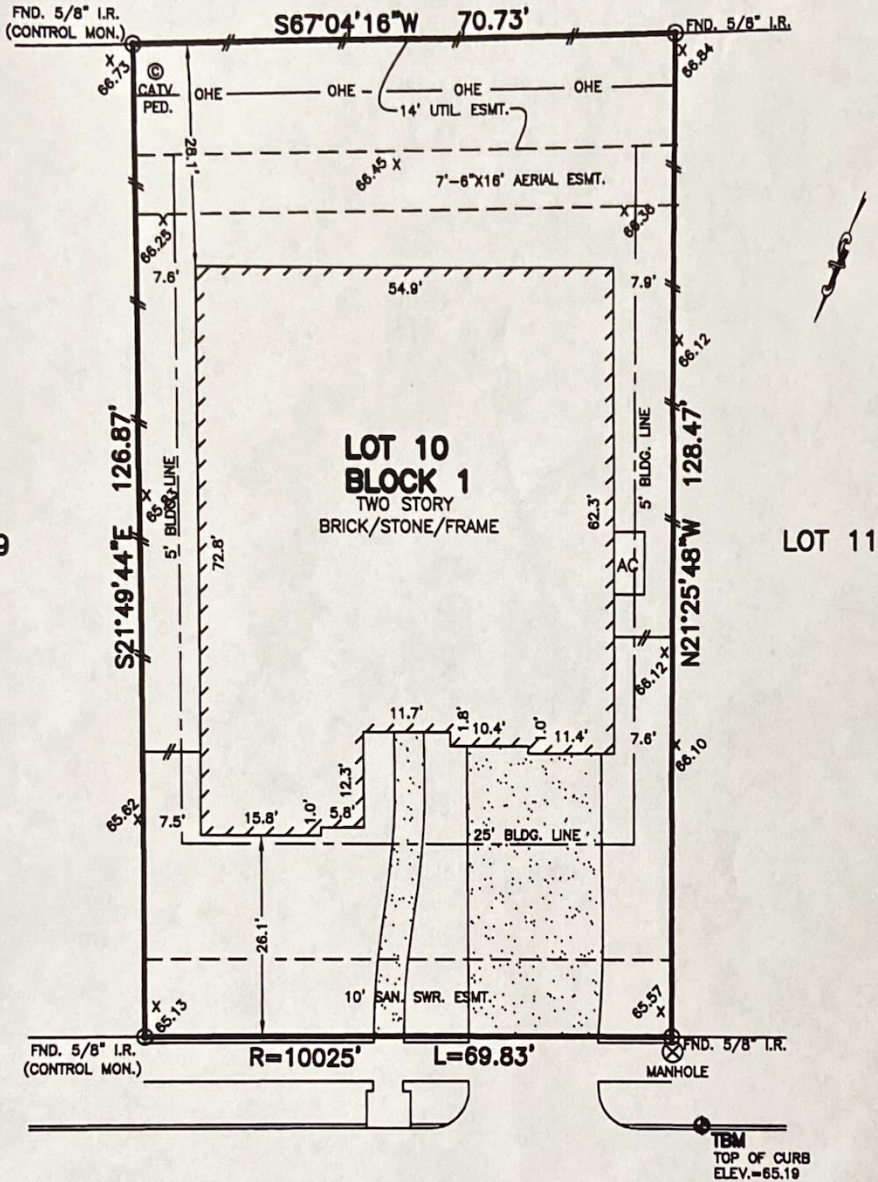 FND. 5/8" I.R.
(CONTROL MON.)
S67°04'16"W 70.73'
FND. 5/8" I.R.
66.73
66.84
©
CATV
PED.
OHE
OHE
OHE
OHE
14' UTIL. ESMT.
28.1'
66.45
7'-6"X16' AERIAL ESMT.
66.25
66.36
7.6'
54.9'
7.9'
66.12
S21°49'44"E 126.87'
5' BLDG. LINE
LOT 10
BLOCK 1
TWO STORY
BRICK/STONE/FRAME
72.8'
62.3'
5' BLDG. LINE
N21°25'48"W 128.47'
9
LOT 11
AC
66.12
11.7'
1.8'
10.4'
1.0'
11.4'
7.6'
66.10
12.3'
65.62
7.5'
15.8'
1.0'
5.8'
25' BLDG. LINE
26.1'
10' SAN. SWR. ESMT.
65.13
65.57
FND. 5/8" I.R.
(CONTROL MON.)
R=10025'
L=69.83'
FND. 5/8" I.R.
MANHOLE
TBM
TOP OF CURB
ELEV.=65.19